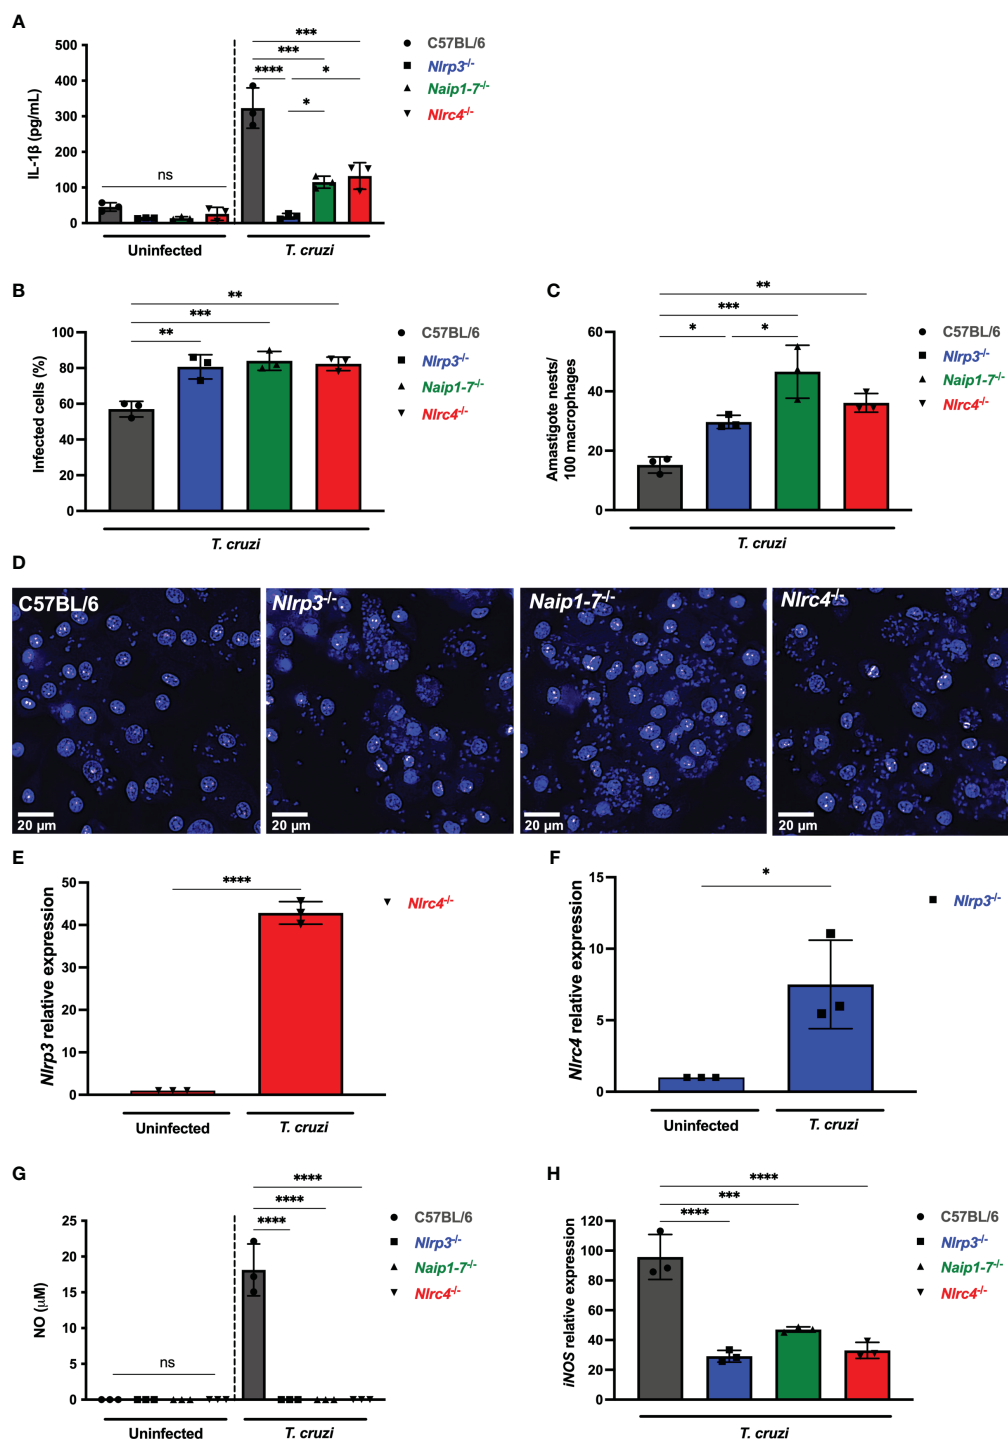 A
IL-1β (pg/mL)
500
400
300
200
100
0
ns
****
***
***
*
*
Uninfected
T. cruzi
C57BL/6
Nlrp3-/-
Naip1-7-/-
Nlrc4-/-
B
Infected cells (%)
100
80
60
40
20
0
**
***
**
T. cruzi
C57BL/6
Nlrp3-/-
Naip1-7-/-
Nlrc4-/-
C
Amastigote nests/
100 macrophages
60
40
20
0
**
***
*
*
T. cruzi
C57BL/6
Nlrp3-/-
Naip1-7-/-
Nlrc4-/-
D
C57BL/6
Nlrp3-/-
Naip1-7-/-
Nlrc4-/-
20 µm
20 µm
20 µm
20 µm
E
Nlrp3 relative expression
50
40
30
20
10
0
****
Uninfected
T. cruzi
Nlrc4-/-
F
Nlrc4 relative expression
15
10
5
0
*
Uninfected
T. cruzi
Nlrp3-/-
G
NO (µM)
25
20
15
10
5
0
ns
****
****
****
Uninfected
T. cruzi
C57BL/6
Nlrp3-/-
Naip1-7-/-
Nlrc4-/-
H
iNOS relative expression
120
100
80
60
40
20
0
****
***
****
T. cruzi
C57BL/6
Nlrp3-/-
Naip1-7-/-
Nlrc4-/-